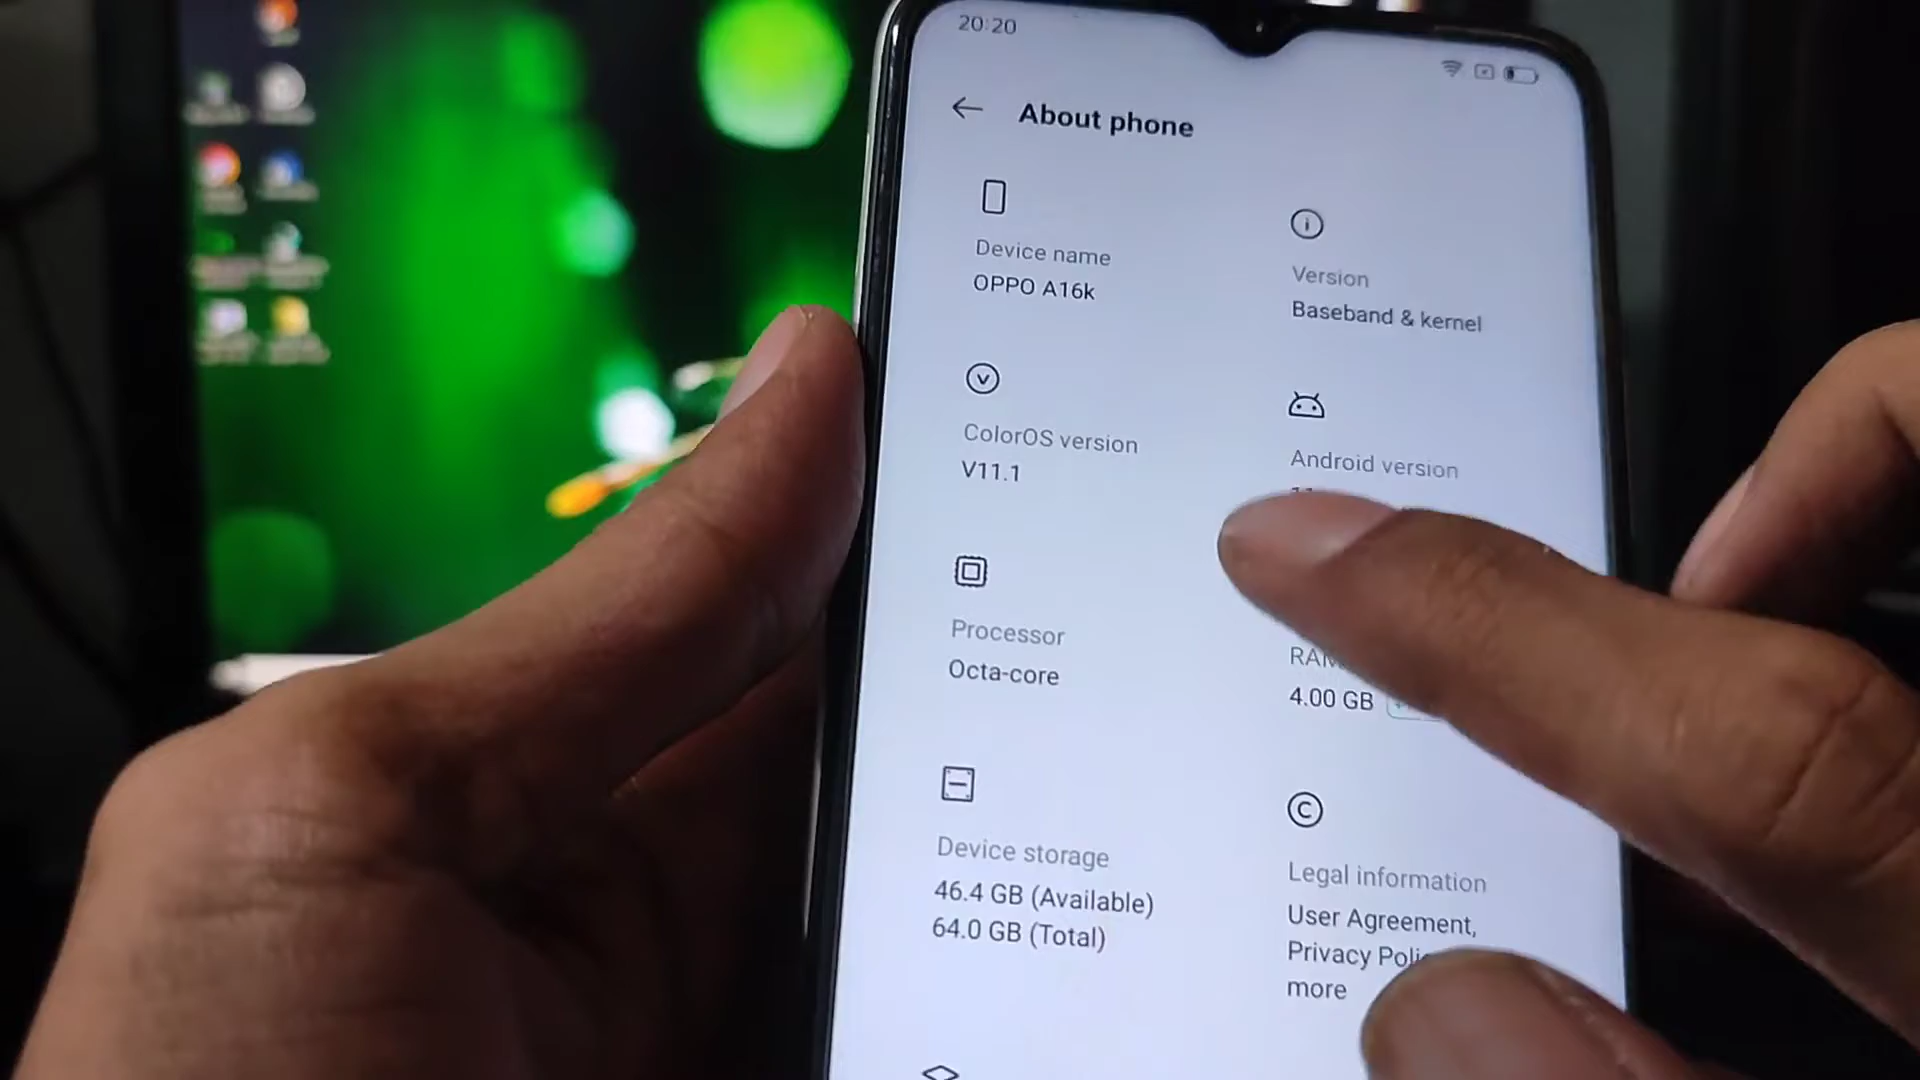 20:20
About phone
Device name
OPPO A16k
Version
Baseband & kernel
ColorOS version
V11.1
Android version
Processor
Octa-core
RAM
4.00 GB
Device storage
46.4 GB (Available)
64.0 GB (Total)
Legal information
User Agreement,
Privacy
more